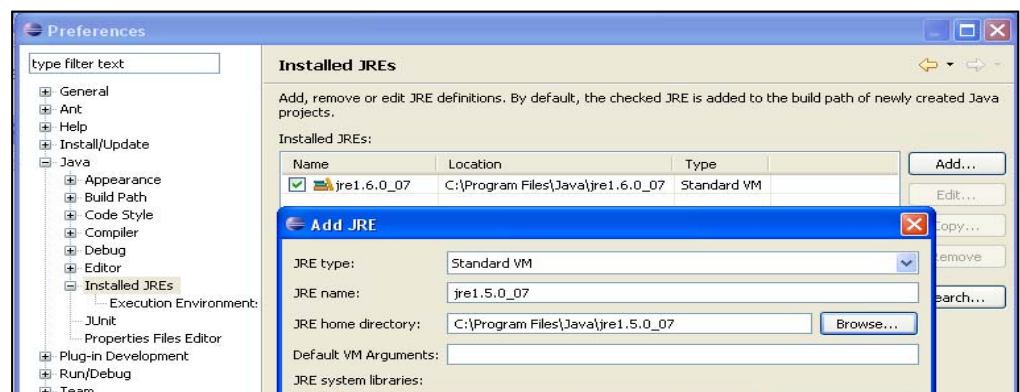 Preferences
type filter text
General
Ant
Help
Install/Update
Java
Appearance
Build Path
Code Style
Compiler
Debug
Editor
Installed JREs
Execution Environment:
JUnit
Properties Files Editor
Plug-in Development
Run/Debug
Team
Installed JREs
Add, remove or edit JRE definitions. By default, the checked JRE is added to the build path of newly created Java
projects.
Installed JREs:
Name Location Type
jre1.6.0_07 C:\Program Files\Java\jre1.6.0_07 Standard VM
Add...
Edit...
Copy...
emove
earch...
Add JRE
JRE type: Standard VM
JRE name: jre1.5.0_07
JRE home directory: C:\Program Files\Java\jre1.5.0_07 Browse...
Default VM Arguments:
JRE system libraries: